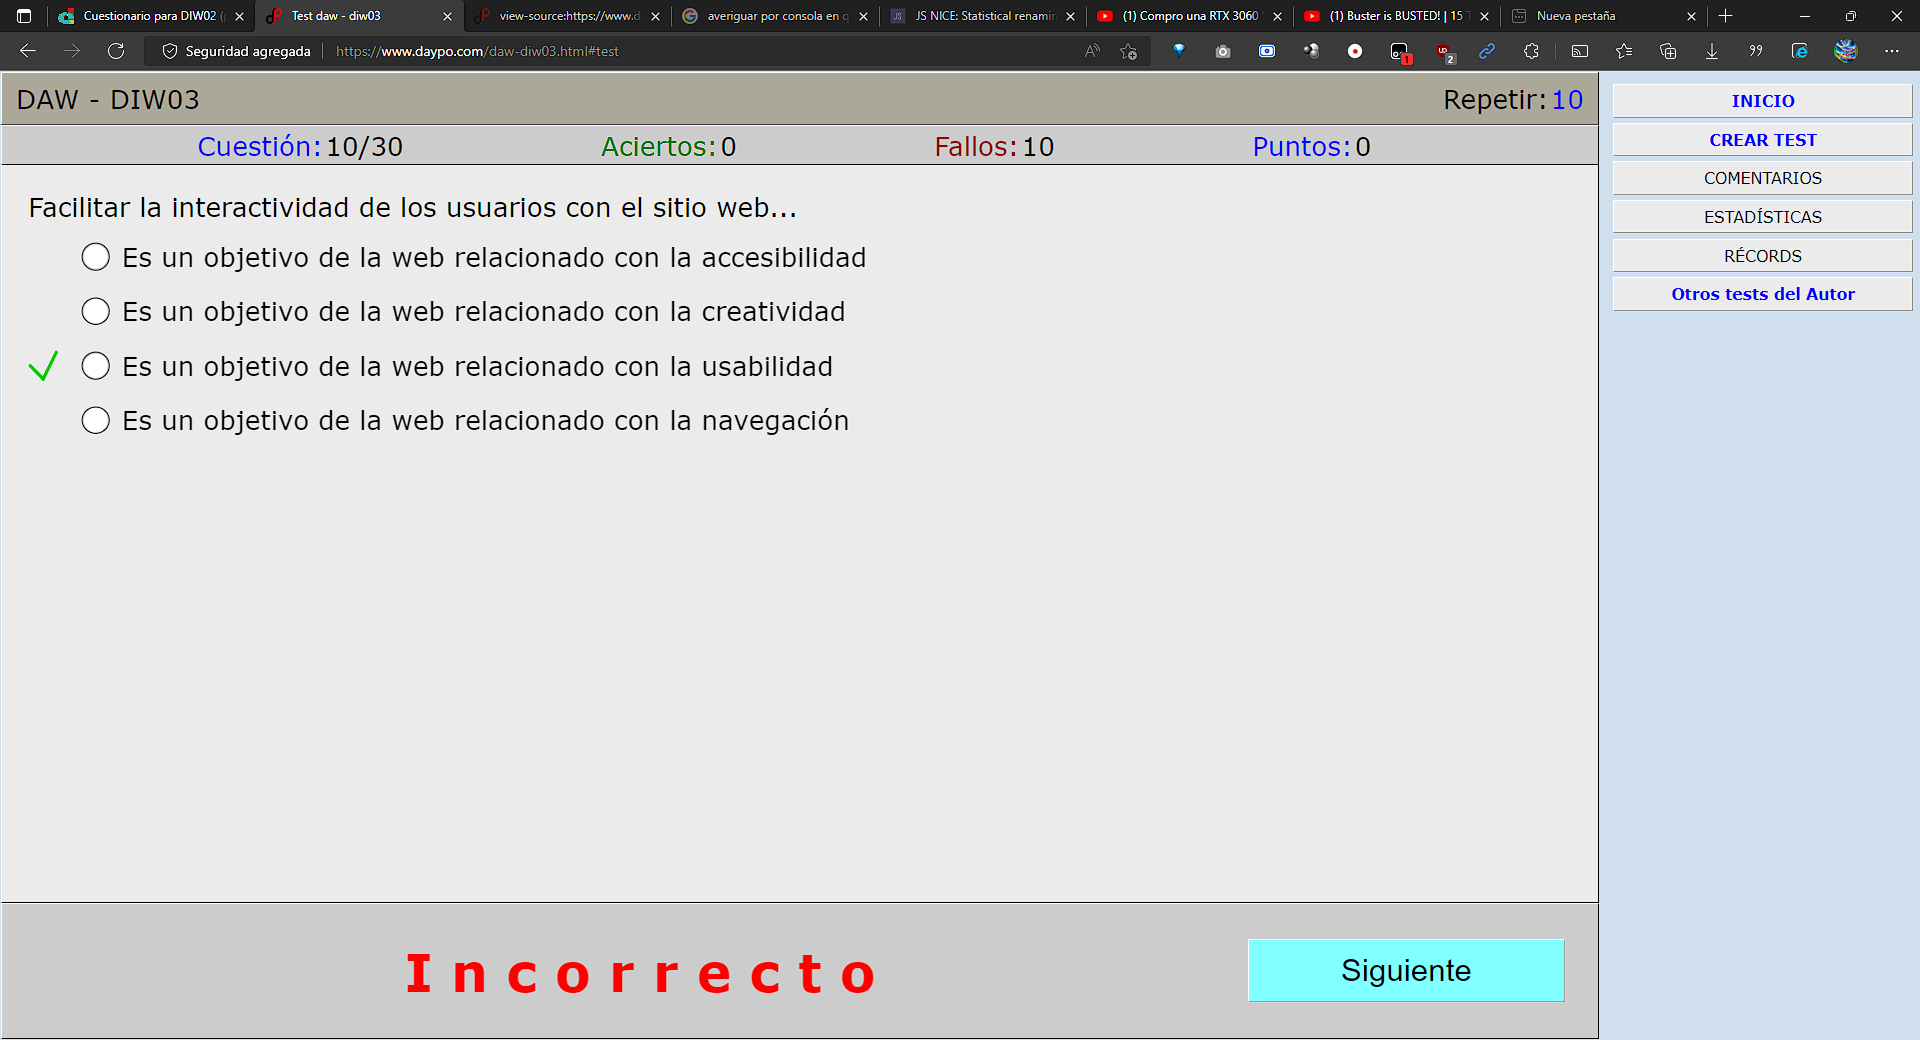 Cuestionario para DIW02 (
Test daw - diw03
view-source:https://www.d
averiguar por consola en q
JS NICE: Statistical renamin
(1) Compro una RTX 3060
(1) Buster is BUSTED! | 15
Nueva pestaña
Seguridad agregada
https://www.daypo.com/daw-diw03.html#test
1
2
DAW - DIW03
Repetir: 10
Cuestión: 10/30
Aciertos: 0
Fallos: 10
Puntos: 0
Facilitar la interactividad de los usuarios con el sitio web...
Es un objetivo de la web relacionado con la accesibilidad
Es un objetivo de la web relacionado con la creatividad
Es un objetivo de la web relacionado con la usabilidad
Es un objetivo de la web relacionado con la navegación
Incorrecto
Siguiente
INICIO
CREAR TEST
COMENTARIOS
ESTADÍSTICAS
RÉCORDS
Otros tests del Autor